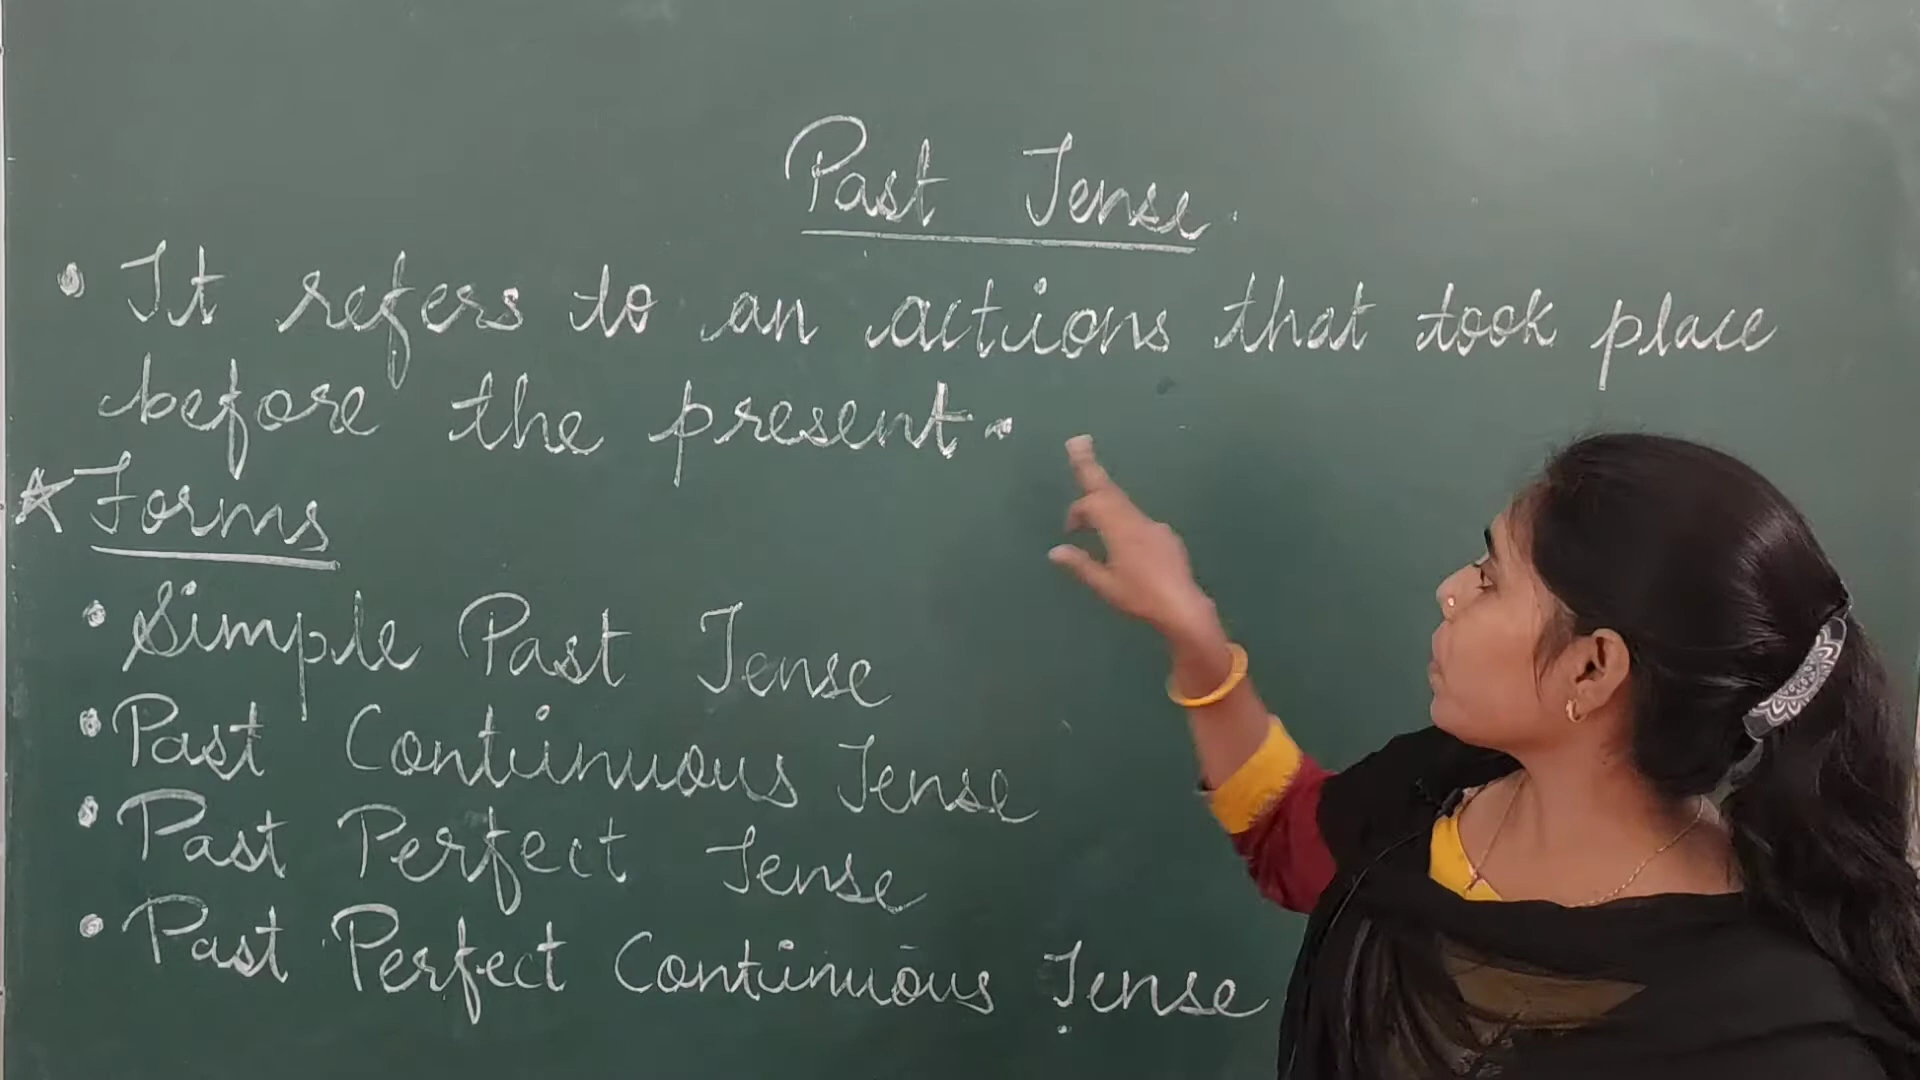 Past Tense
• It refers to an actions that took place
before the present.
☆ Forms
• Simple Past Tense
• Past Continuous Tense
• Past Perfect Tense
• Past Perfect Continuous Tense